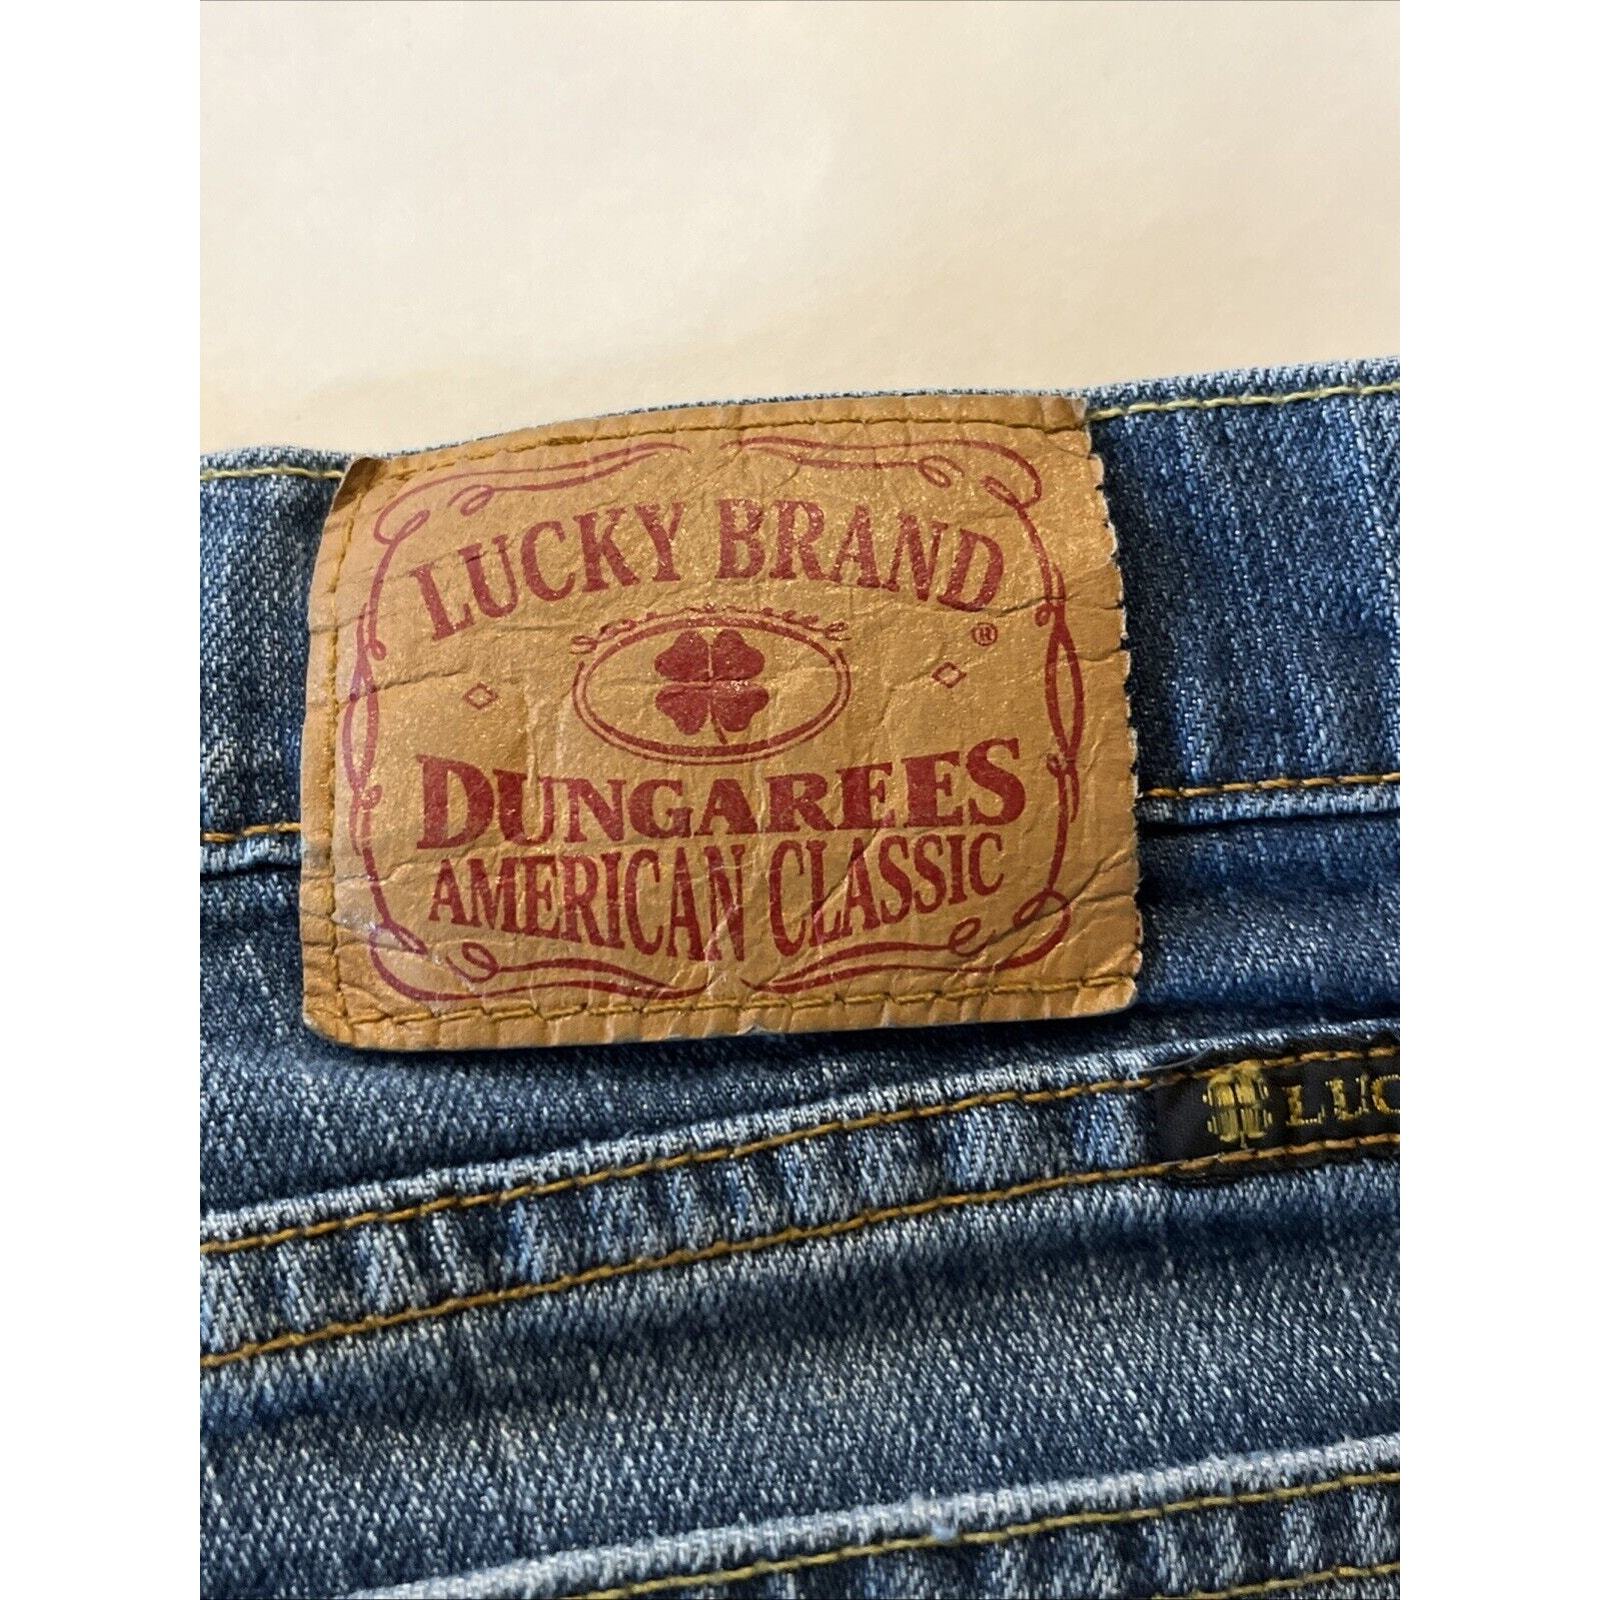 LUCKY BRAND
®
DUNGAREES
AMERICAN CLASSIC
LUC